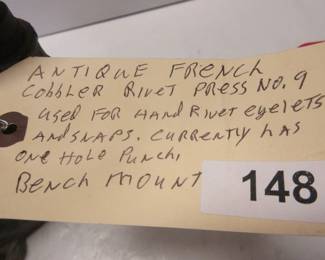 ANTIQUE FRENCH
COBBLER RIVET PRESS NO. 9
USED FOR HAND RIVET EYELETS
AND SNAPS. CURRENTLY HAS
ONE HOLE PUNCH,
BENCH MOUNT
148